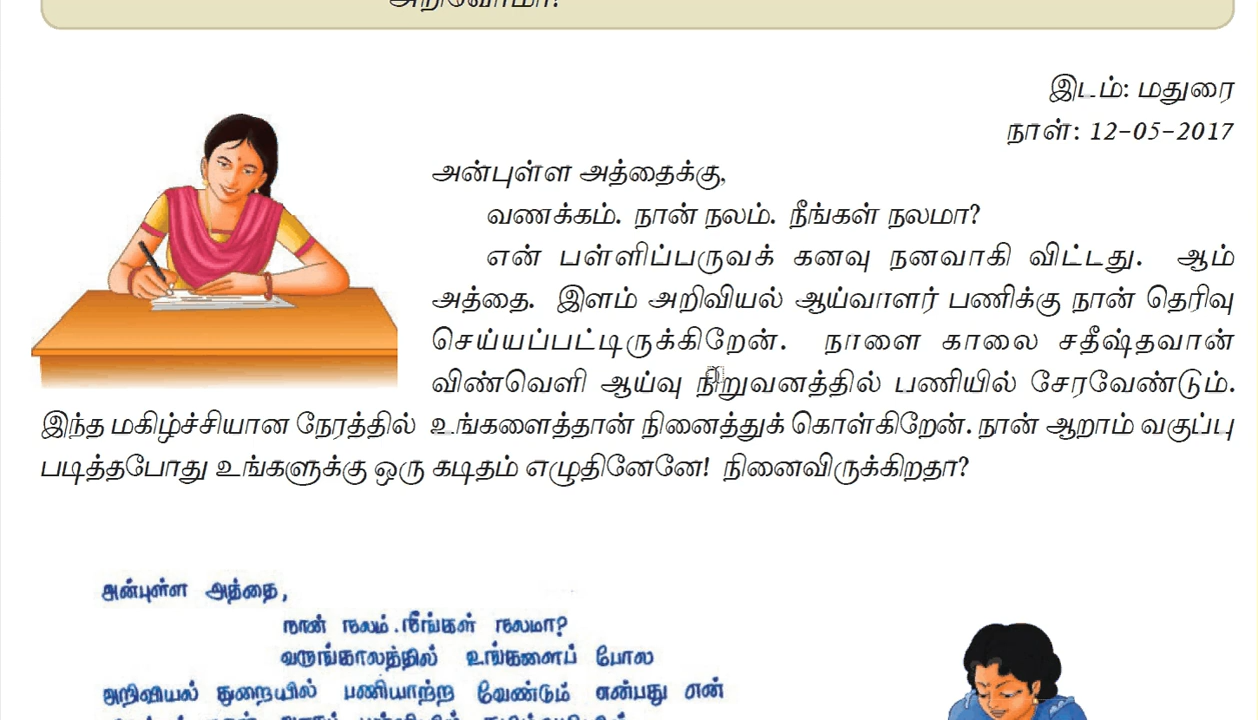 அறிவோமா!
இடம்: மதுரை
நாள்: 12-05-2017
அன்புள்ள அத்தைக்கு,
வணக்கம். நான் நலம். நீங்கள் நலமா?
என் பள்ளிப்பருவக் கனவு நனவாகி விட்டது. ஆம்
அத்தை. இளம் அறிவியல் ஆய்வாளர் பணிக்கு நான் தெரிவு
செய்யப்பட்டிருக்கிறேன். நாளை காலை சதீஷ்தவான்
விண்வெளி ஆய்வு நிறுவனத்தில் பணியில் சேரவேண்டும்.
இந்த மகிழ்ச்சியான நேரத்தில் உங்களைத்தான் நினைத்துக் கொள்கிறேன். நான் ஆறாம் வகுப்பு
படித்தபோது உங்களுக்கு ஒரு கடிதம் எழுதினேனே! நினைவிருக்கிறதா?
அன்புள்ள அத்தை,
நான் நலம். நீங்கள் நலமா?
வருங்காலத்தில் உங்களைப் போல
அறிவியல் துறையில் பணியாற்ற வேண்டும் என்பது என்